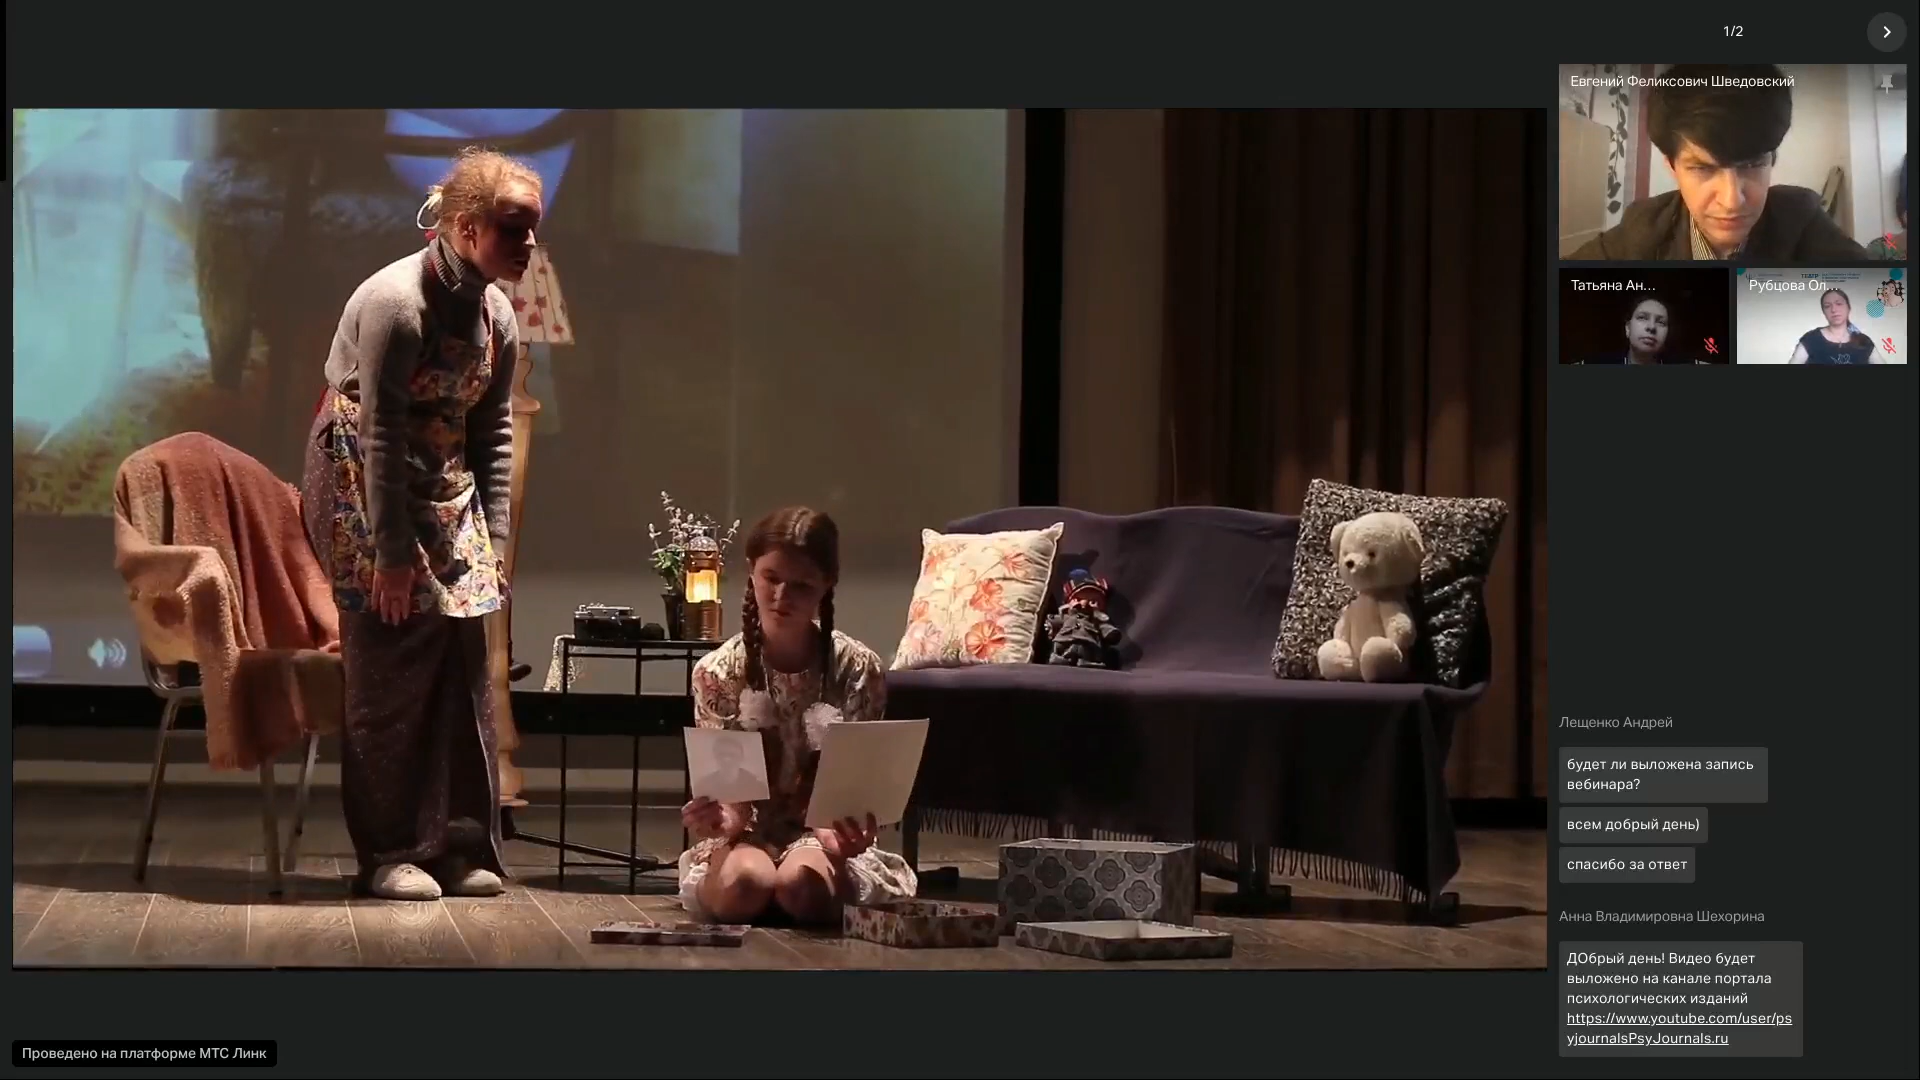 1/2
Евгений Феликсович Шведовский
Татьяна Ан...
Рубцова Ол...
ТЕАТР
Лещенко Андрей
будет ли выложена запись
вебинара?
всем добрый день)
спасибо за ответ
Анна Владимировна Шехорина
ДОбрый день! Видео будет
выложено на канале портала
психологических изданий
https://www.youtube.com/user/ps
yjournalsPsyJournals.ru
Проведено на платформе МТС Линк